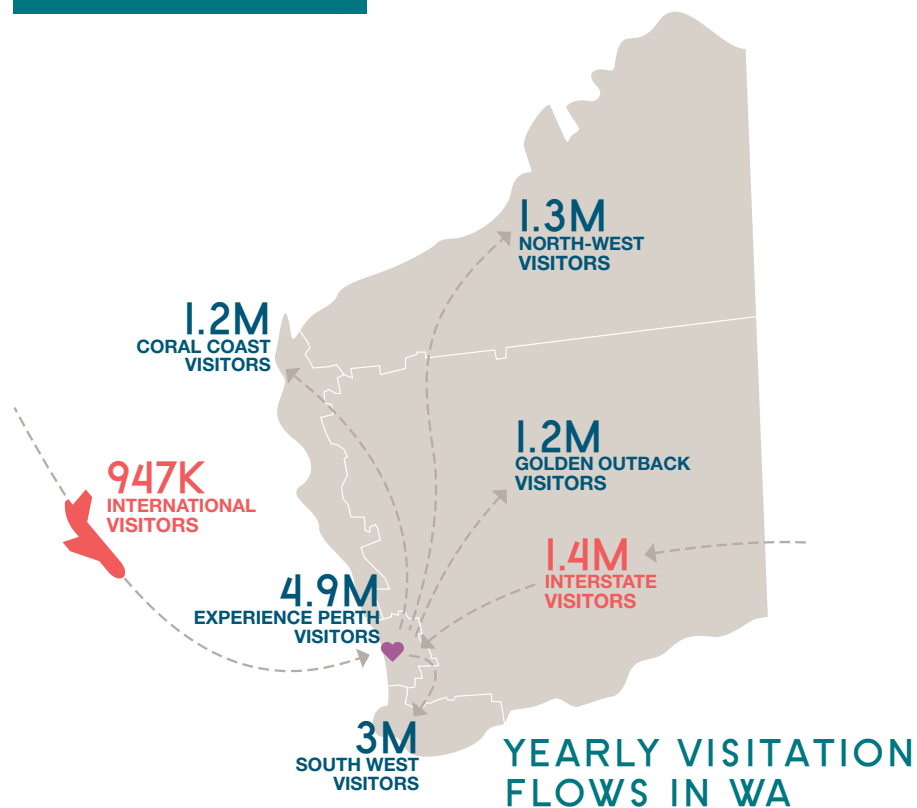 1.3M
NORTH-WEST
VISITORS
1.2M
CORAL COAST
VISITORS
1.2M
GOLDEN OUTBACK
VISITORS
947K
INTERNATIONAL
VISITORS
1.4M
INTERSTATE
VISITORS
4.9M
EXPERIENCE PERTH
VISITORS
3M
SOUTH WEST
VISITORS
YEARLY VISITATION
FLOWS IN WA